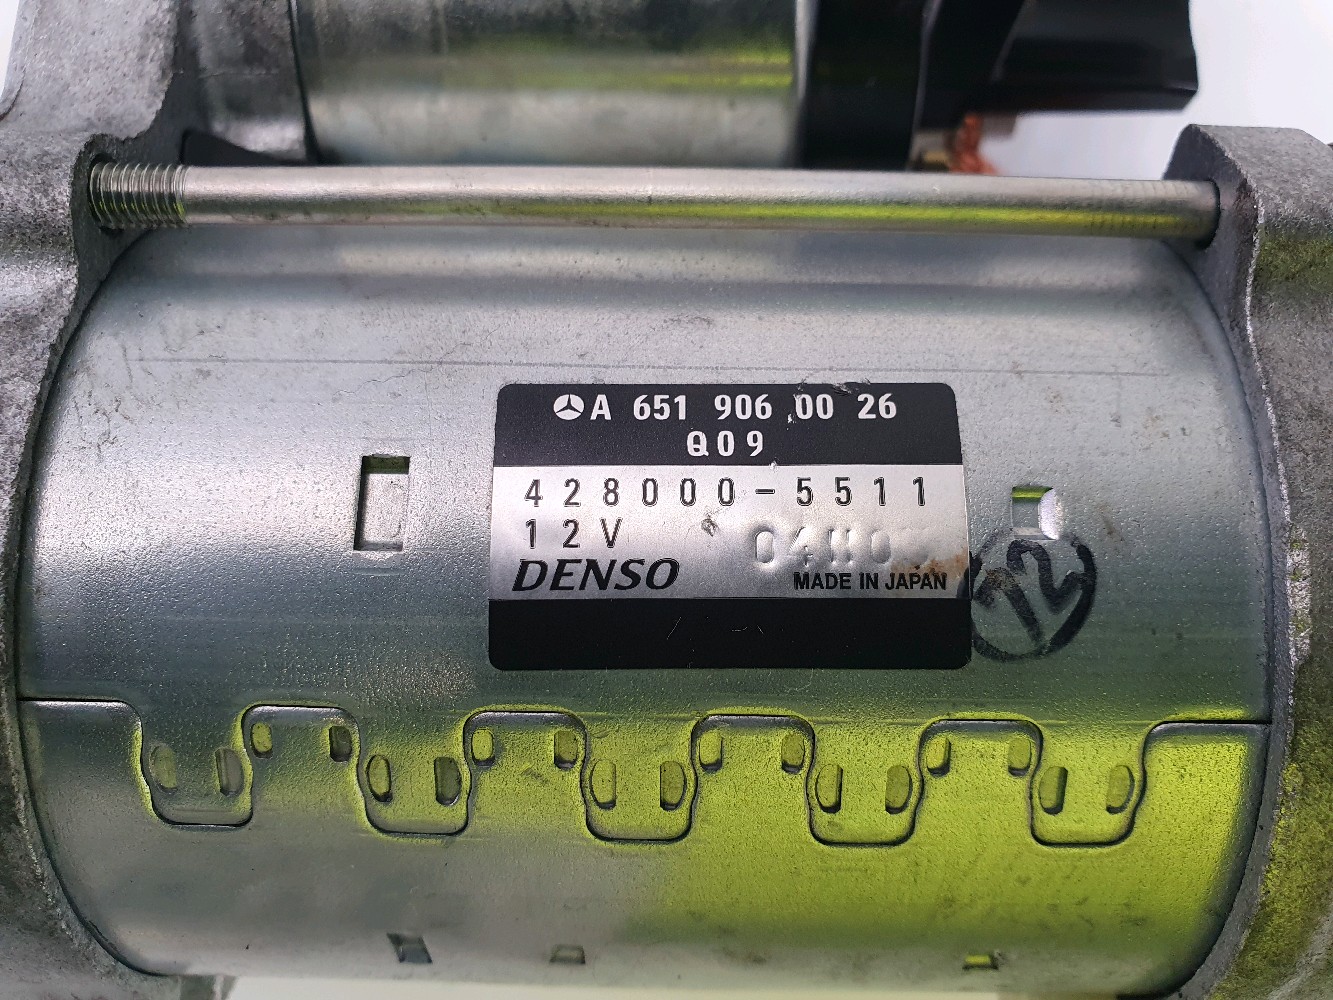 A 651 906 00 26
Q09
428000-5511
12V
DENSO
MADE IN JAPAN